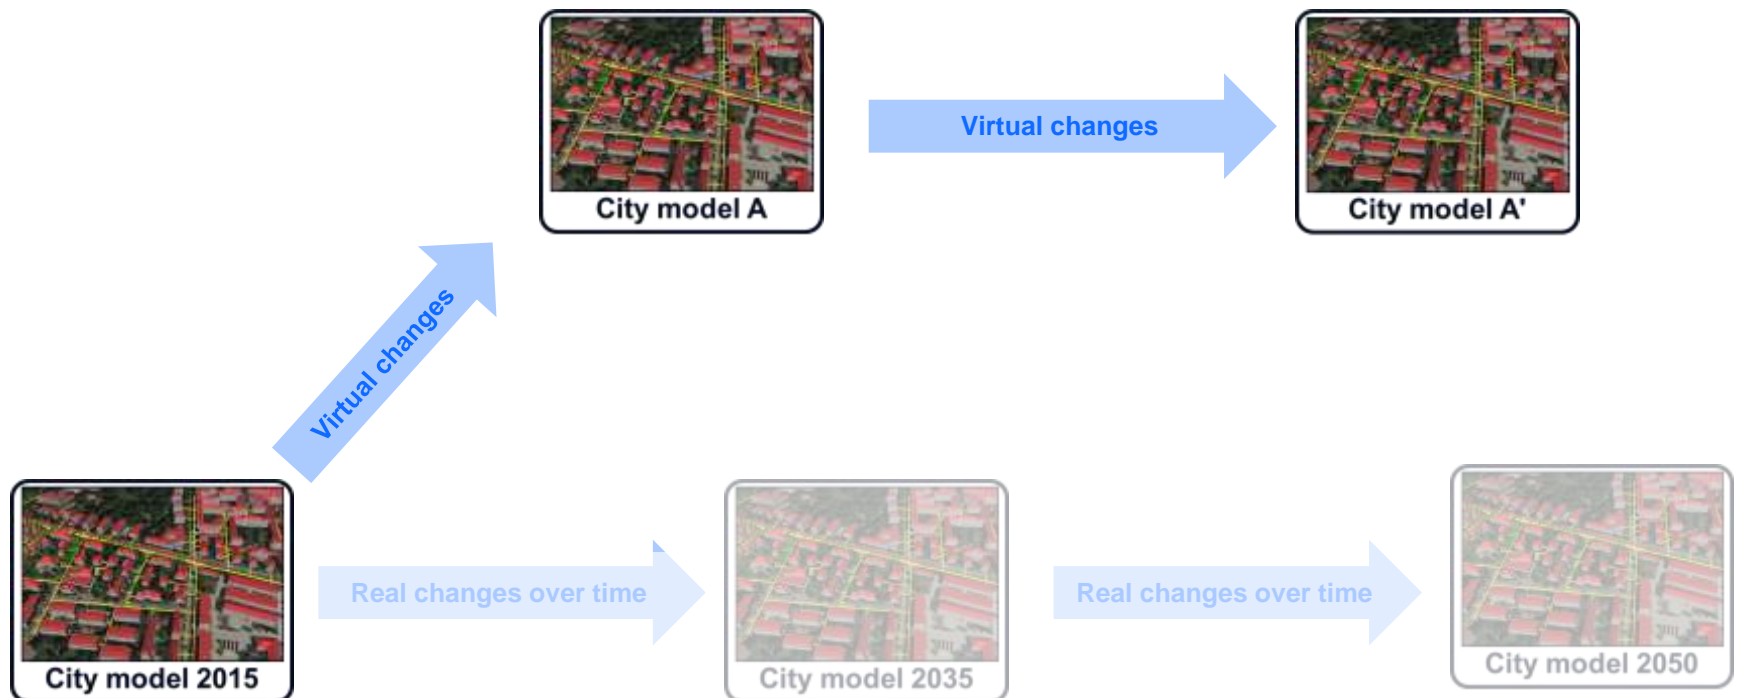 City model A
Virtual changes
City model A'
Virtual changes
City model 2015
Real changes over time
City model 2035
Real changes over time
City model 2050